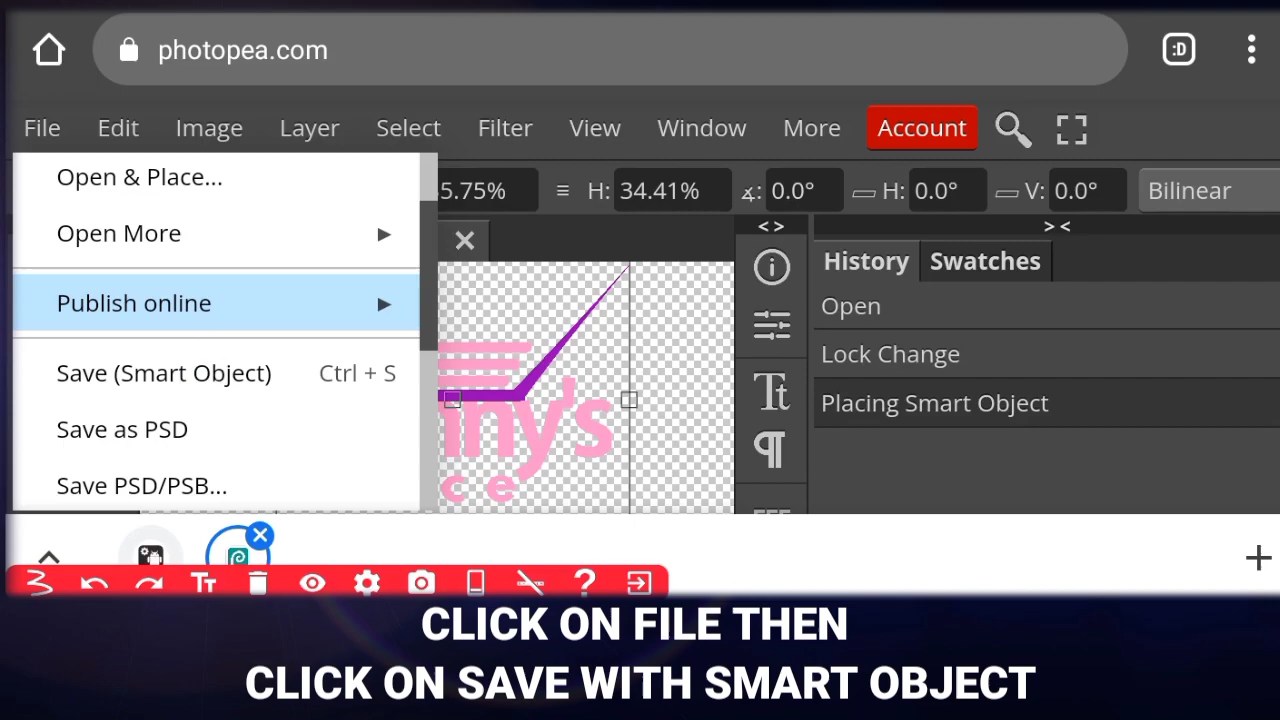 photopea.com
:D
File Edit Image Layer Select Filter View Window More Account
5.75% H: 34.41% 0.0° H: 0.0° V: 0.0° Bilinear
Open & Place...
Open More
Publish online
Save (Smart Object) Ctrl + S
Save as PSD
Save PSD/PSB...
History Swatches
Open
Lock Change
Placing Smart Object
ny's
c e
CLICK ON FILE THEN
CLICK ON SAVE WITH SMART OBJECT